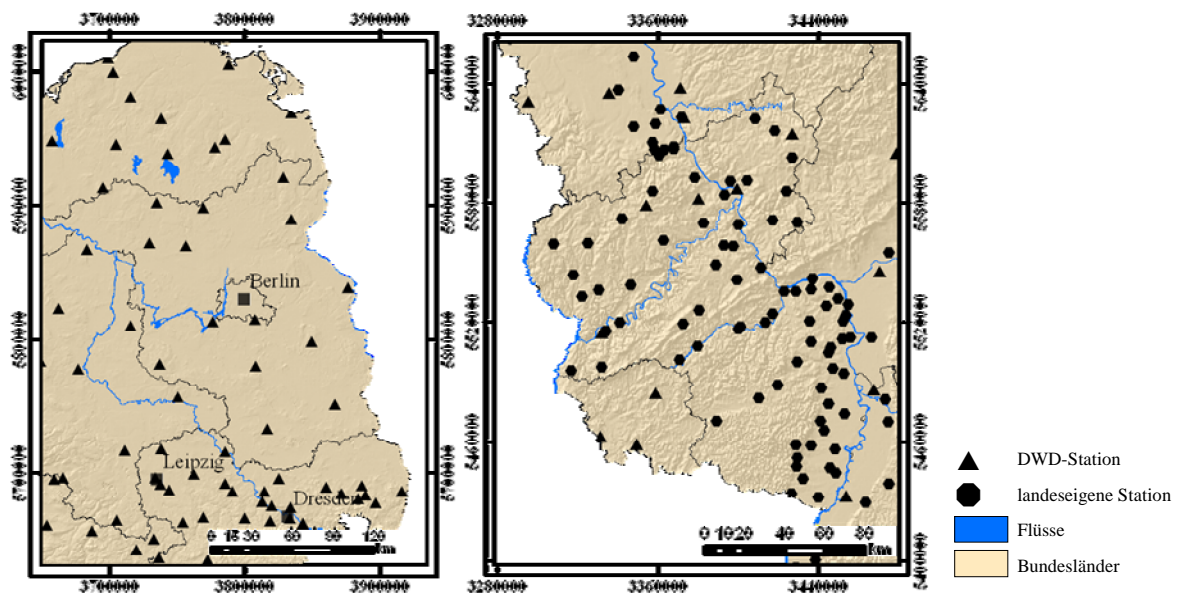 3700000 3800000 3900000
3280000 3360000 3440000
Berlin
Leipzig
Dresden
0 15 30 60 90 120
km
0 10 20 40 60 80
km
3700000 3800000 3900000
3280000 3360000 3440000
DWD-Station
landeseigene Station
Flüsse
Bundesländer